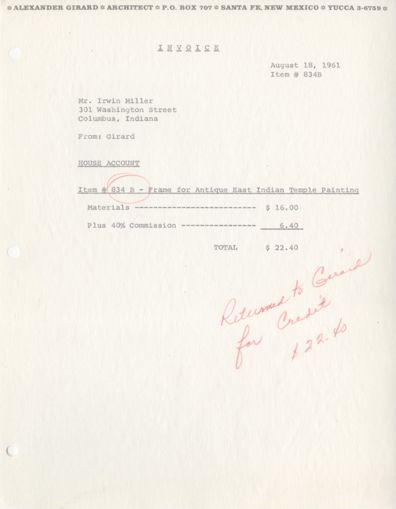 ✿ ALEXANDER GIRARD ✿ ARCHITECT ✿ P.O. BOX 707 ✿ SANTA FE, NEW MEXICO ✿ YUCCA 3-6759 ✿
I N V O I C E
August 18, 1961
Item # 834B
Mr. Irwin Miller
301 Washington Street
Columbus, Indiana
From: Girard
HOUSE ACCOUNT
Item # 834 B - Frame for Antique East Indian Temple Painting
Materials --------------------------- $ 16.00
Plus 40% Commission ---------------- 6.40
TOTAL $ 22.40
Returned to Girard
for Credit
$ 22.40